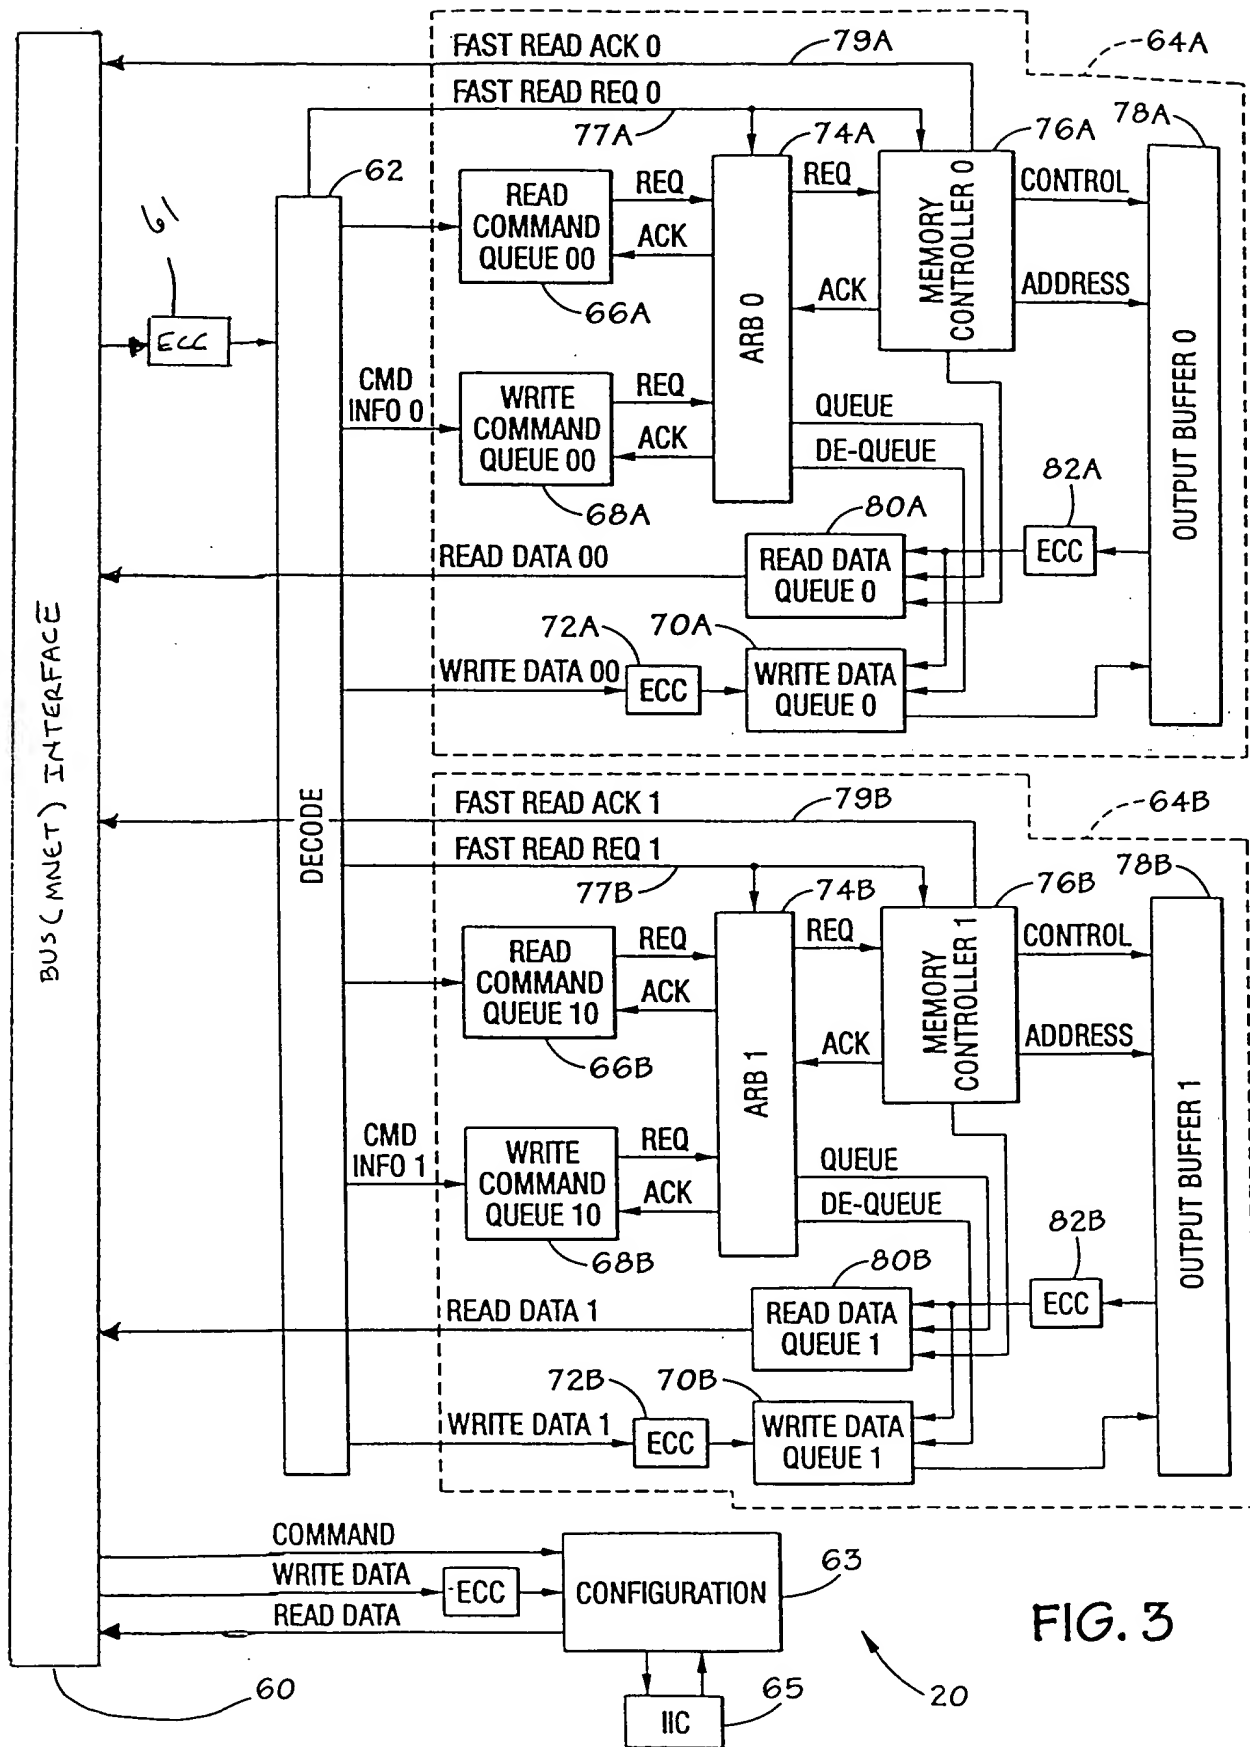 FAST READ ACK 0
79A
64A
FAST READ REQ 0
77A
74A
76A
78A
62
61
ECC
READ
COMMAND
QUEUE 00
REQ
ACK
66A
REQ
ACK
ARB 0
MEMORY
CONTROLLER 0
CONTROL
ADDRESS
OUTPUT BUFFER 0
CMD
INFO 0
WRITE
COMMAND
QUEUE 00
REQ
ACK
68A
QUEUE
DE-QUEUE
82A
ECC
80A
READ DATA 00
READ DATA
QUEUE 0
72A
70A
WRITE DATA 00
ECC
WRITE DATA
QUEUE 0
BUS (MNET) INTERFACE
DECODE
FAST READ ACK 1
79B
64B
FAST READ REQ 1
77B
74B
76B
78B
READ
COMMAND
QUEUE 10
REQ
ACK
66B
REQ
ACK
ARB 1
MEMORY
CONTROLLER 1
CONTROL
ADDRESS
OUTPUT BUFFER 1
CMD
INFO 1
WRITE
COMMAND
QUEUE 10
REQ
ACK
68B
QUEUE
DE-QUEUE
82B
ECC
80B
READ DATA 1
READ DATA
QUEUE 1
72B
70B
WRITE DATA 1
ECC
WRITE DATA
QUEUE 1
COMMAND
WRITE DATA
ECC
READ DATA
CONFIGURATION
63
60
IIC
65
20
FIG. 3